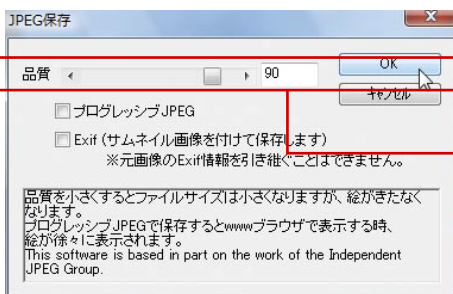 JPEG保存
品質 90 OK
キャンセル
プログレッシブJPEG
Exif (サムネイル画像を付けて保存します)
※元画像のExif情報を引き継ぐことはできません。
品質を小さくするとファイルサイズは小さくなりますが、絵がきたなく
なります。
プログレッシブJPEGで保存するとwwwブラウザで表示する時、
絵が徐々に表示されます。
This software is based in part on the work of the Independent
JPEG Group.